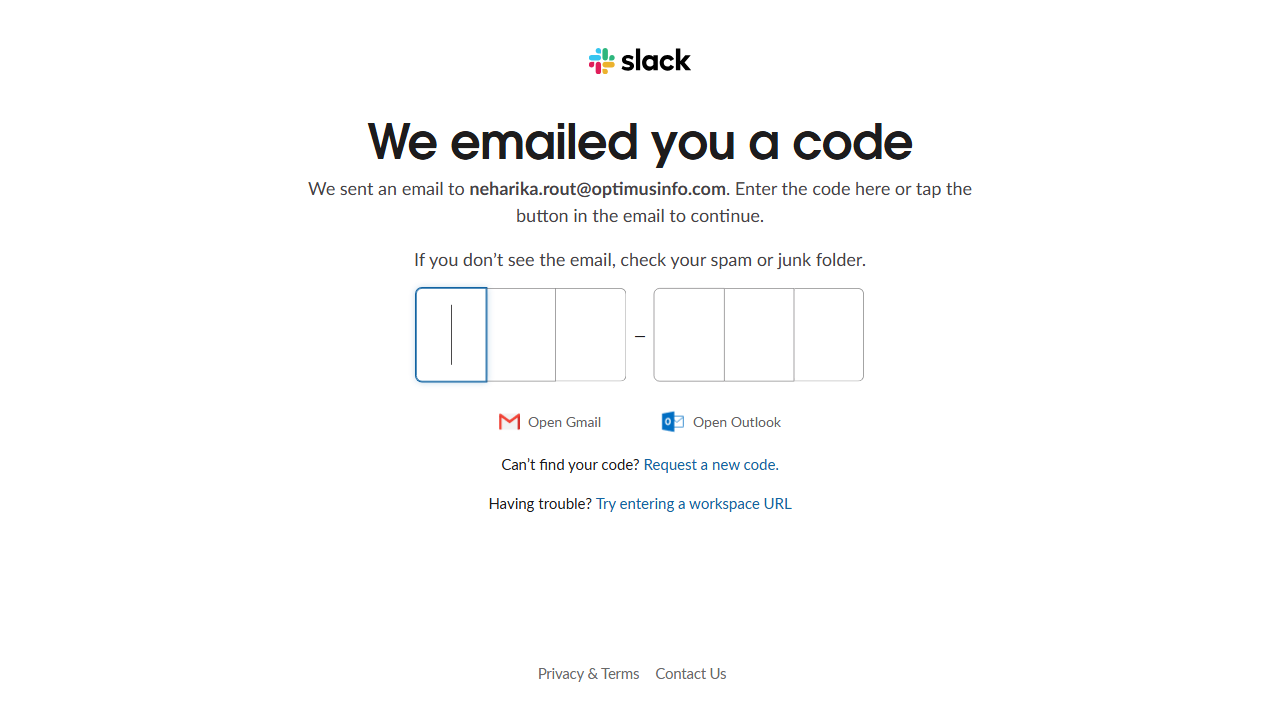 slack
We emailed you a code
We sent an email to neharika.rout@optimusinfo.com. Enter the code here or tap the
button in the email to continue.
If you don’t see the email, check your spam or junk folder.
–
Open Gmail
Open Outlook
Can’t find your code? Request a new code.
Having trouble? Try entering a workspace URL
Privacy & Terms
Contact Us